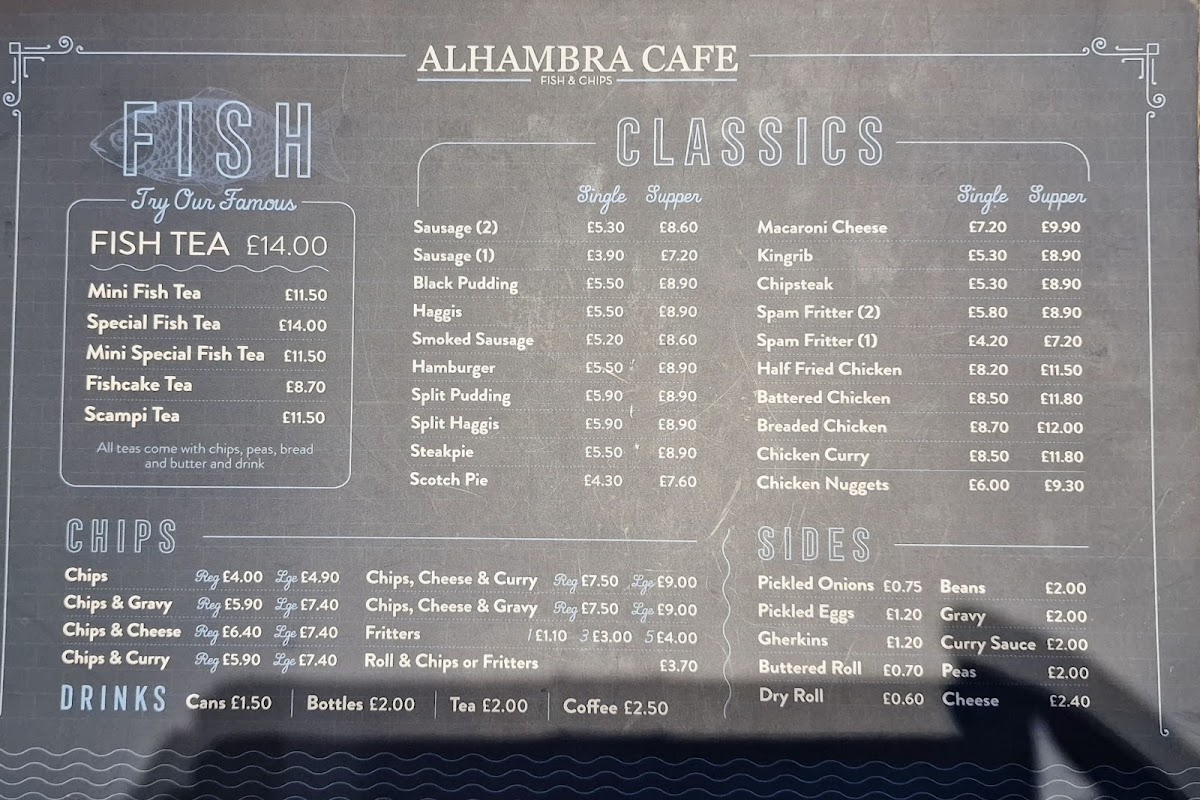 ALHAMBRA CAFE
FISH & CHIPS
FISH
Try Our Famous
FISH TEA £14.00
Mini Fish Tea £11.50
Special Fish Tea £14.00
Mini Special Fish Tea £11.50
Fishcake Tea £8.70
Scampi Tea £11.50
All teas come with chips, peas, bread
and butter and drink
CLASSICS
Single Supper
Sausage (2) £5.30 £8.60
Sausage (1) £3.90 £7.20
Black Pudding £5.50 £8.90
Haggis £5.50 £8.90
Smoked Sausage £5.20 £8.60
Hamburger £5.50 £8.90
Split Pudding £5.90 £8.90
Split Haggis £5.90 £8.90
Steakpie £5.50 £8.90
Scotch Pie £4.30 £7.60
Single Supper
Macaroni Cheese £7.20 £9.90
Kingrib £5.30 £8.90
Chipsteak £5.30 £8.90
Spam Fritter (2) £5.80 £8.90
Spam Fritter (1) £4.20 £7.20
Half Fried Chicken £8.20 £11.50
Battered Chicken £8.50 £11.80
Breaded Chicken £8.70 £12.00
Chicken Curry £8.50 £11.80
Chicken Nuggets £6.00 £9.30
CHIPS
Chips Reg £4.00 Lge £4.90
Chips & Gravy Reg £5.90 Lge £7.40
Chips & Cheese Reg £6.40 Lge £7.40
Chips & Curry Reg £5.90 Lge £7.40
Chips, Cheese & Curry Reg £7.50 Lge £9.00
Chips, Cheese & Gravy Reg £7.50 Lge £9.00
Fritters 1 £1.10 3 £3.00 5 £4.00
Roll & Chips or Fritters £3.70
DRINKS Cans £1.50 Bottles £2.00 Tea £2.00 Coffee £2.50
SIDES
Pickled Onions £0.75
Pickled Eggs £1.20
Gherkins £1.20
Buttered Roll £0.70
Dry Roll £0.60
Beans £2.00
Gravy £2.00
Curry Sauce £2.00
Peas £2.00
Cheese £2.40